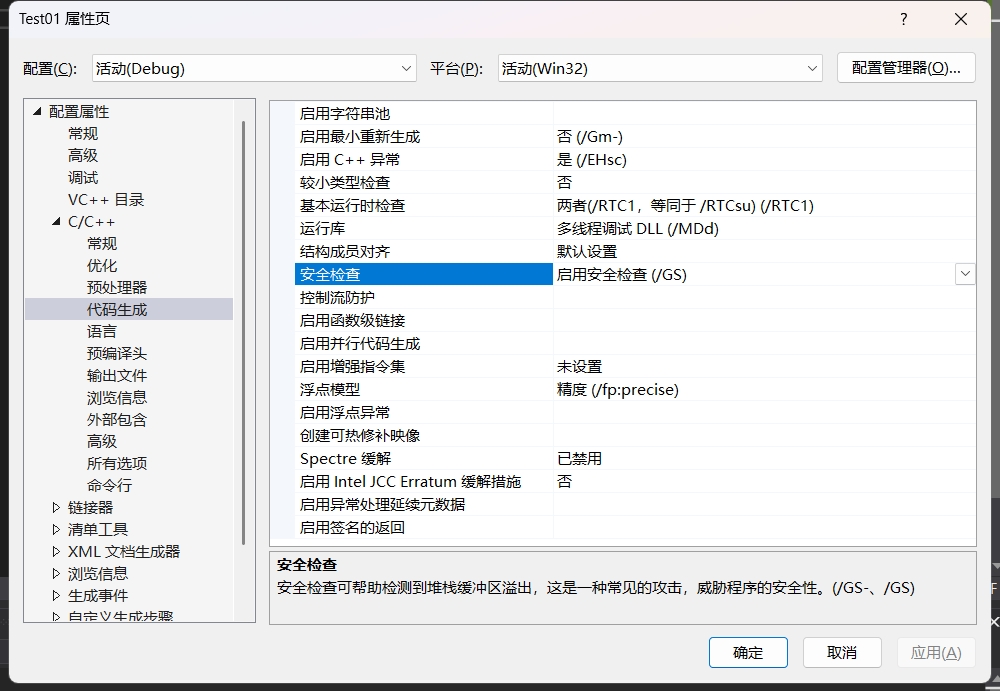 Test01 属性页
?
配置(C):
活动(Debug)
平台(P):
活动(Win32)
配置管理器(O)...
配置属性
常规
高级
调试
VC++ 目录
C/C++
常规
优化
预处理器
代码生成
语言
预编译头
输出文件
浏览信息
外部包含
高级
所有选项
命令行
链接器
清单工具
XML 文档生成器
浏览信息
生成事件
自定义生成步骤
启用字符串池
启用最小重新生成 否 (/Gm-)
启用 C++ 异常 是 (/EHsc)
较小类型检查 否
基本运行时检查 两者(/RTC1，等同于 /RTCsu) (/RTC1)
运行库 多线程调试 DLL (/MDd)
结构成员对齐 默认设置
安全检查 启用安全检查 (/GS)
控制流防护
启用函数级链接
启用并行代码生成
启用增强指令集 未设置
浮点模型 精度 (/fp:precise)
启用浮点异常
创建可热修补映像
Spectre 缓解 已禁用
启用 Intel JCC Erratum 缓解措施 否
启用异常处理延续元数据
启用签名的返回
安全检查
安全检查可帮助检测到堆栈缓冲区溢出，这是一种常见的攻击，威胁程序的安全性。(/GS-、/GS)
确定
取消
应用(A)